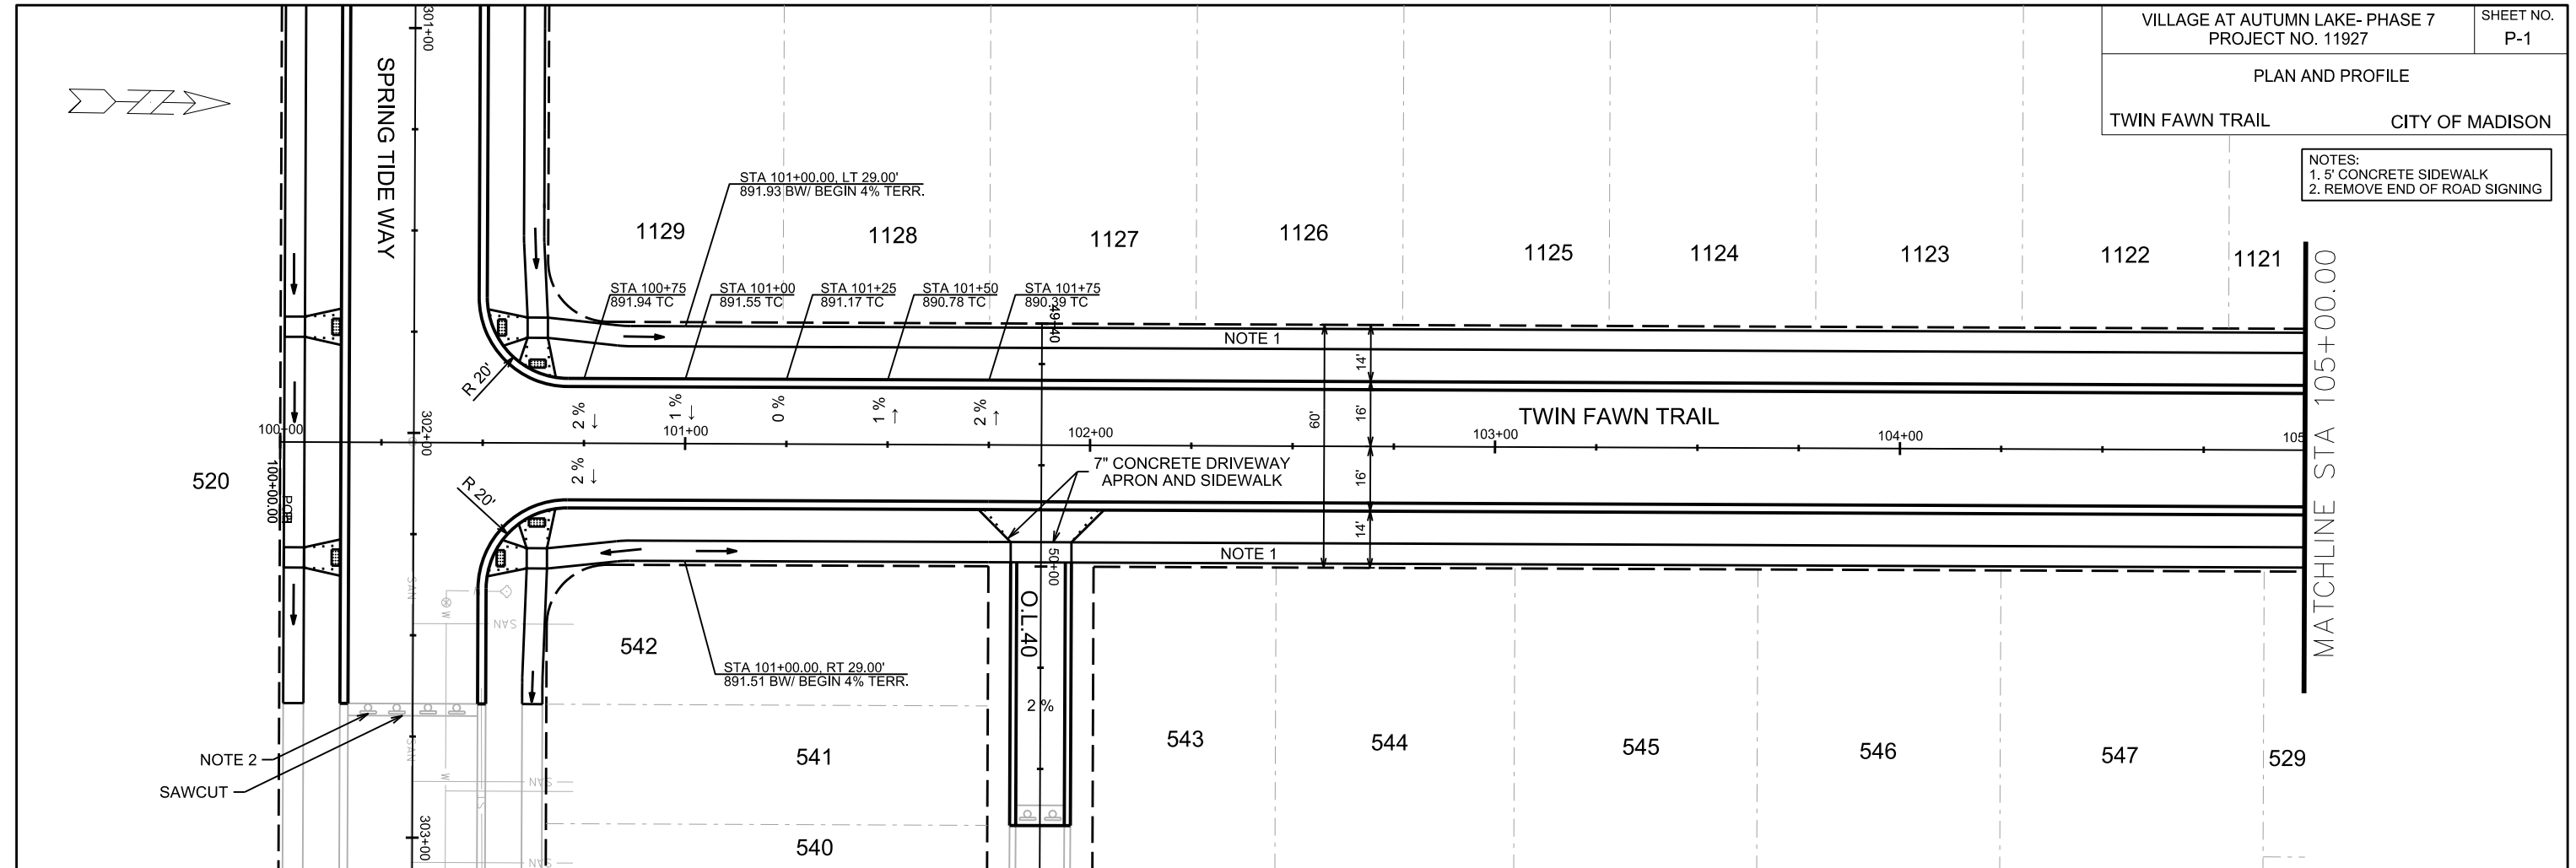 VILLAGE AT AUTUMN LAKE- PHASE 7
PROJECT NO. 11927
SHEET NO.
P-1
PLAN AND PROFILE
TWIN FAWN TRAIL
CITY OF MADISON
NOTES:
1. 5' CONCRETE SIDEWALK
2. REMOVE END OF ROAD SIGNING
301+00
SPRING TIDE WAY
STA 101+00.00, LT 29.00'
891.93 BW/ BEGIN 4% TERR.
1129
1128
1127
1126
1125
1124
1123
1122
1121
MATCHLINE STA 105+00.00
STA 100+75
891.94 TC
STA 101+00
891.55 TC
STA 101+25
891.17 TC
STA 101+50
890.78 TC
STA 101+75
890.39 TC
49+40
NOTE 1
R 20'
14'
60'
16'
2 %
1 %
0 %
1 %
2 %
TWIN FAWN TRAIL
100+00
302+00
101+00
102+00
103+00
104+00
105
520
100+00.00
POB
2 %
7" CONCRETE DRIVEWAY
APRON AND SIDEWALK
16'
R 20'
14'
NOTE 1
50+00
SAN
W
W
SAN
O.L.40
542
STA 101+00.00, RT 29.00'
891.51 BW/ BEGIN 4% TERR.
2 %
NOTE 2
SAWCUT
SAN
W
SAN
541
543
544
545
546
547
529
303+00
540
SAN